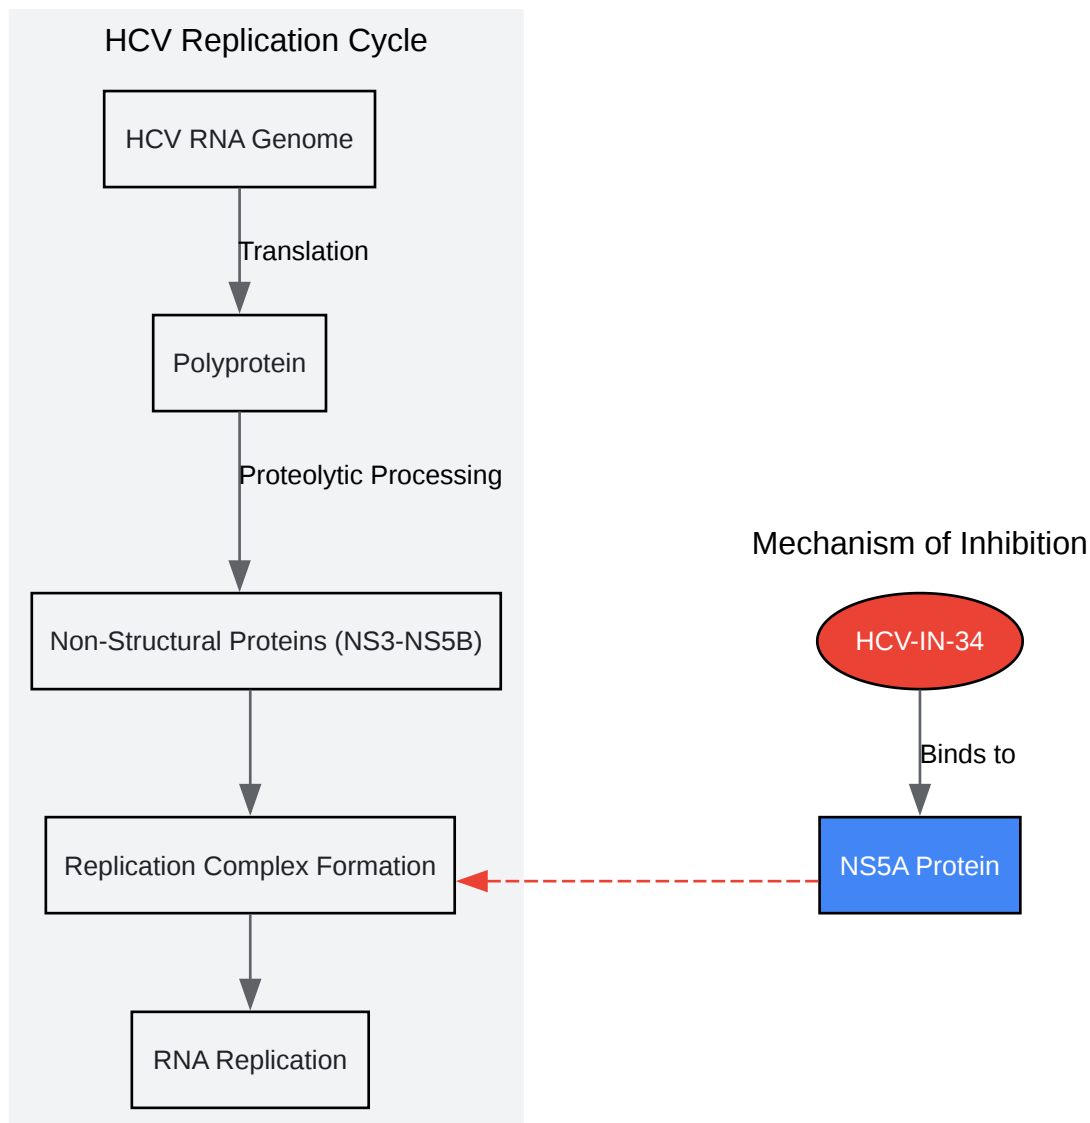 HCV Replication Cycle
HCV RNA Genome
Translation
Polyprotein
Proteolytic Processing
Non-Structural Proteins (NS3-NS5B)
Replication Complex Formation
RNA Replication
Mechanism of Inhibition
HCV-IN-34
Binds to
NS5A Protein